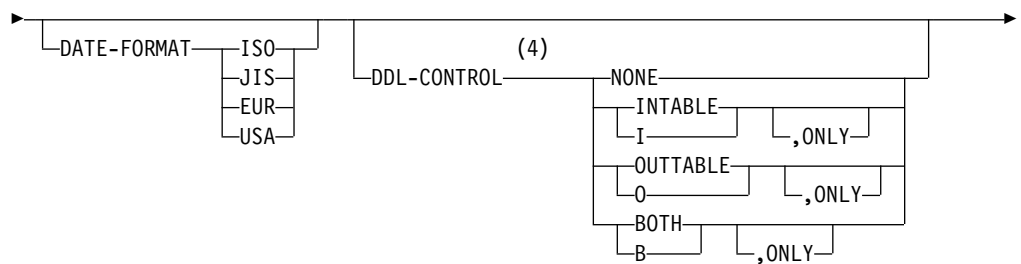 (4)
DATE-FORMAT ISO DDL-CONTROL NONE
JIS INTABLE ,ONLY
EUR I
USA OUTTABLE ,ONLY
O
BOTH ,ONLY
B